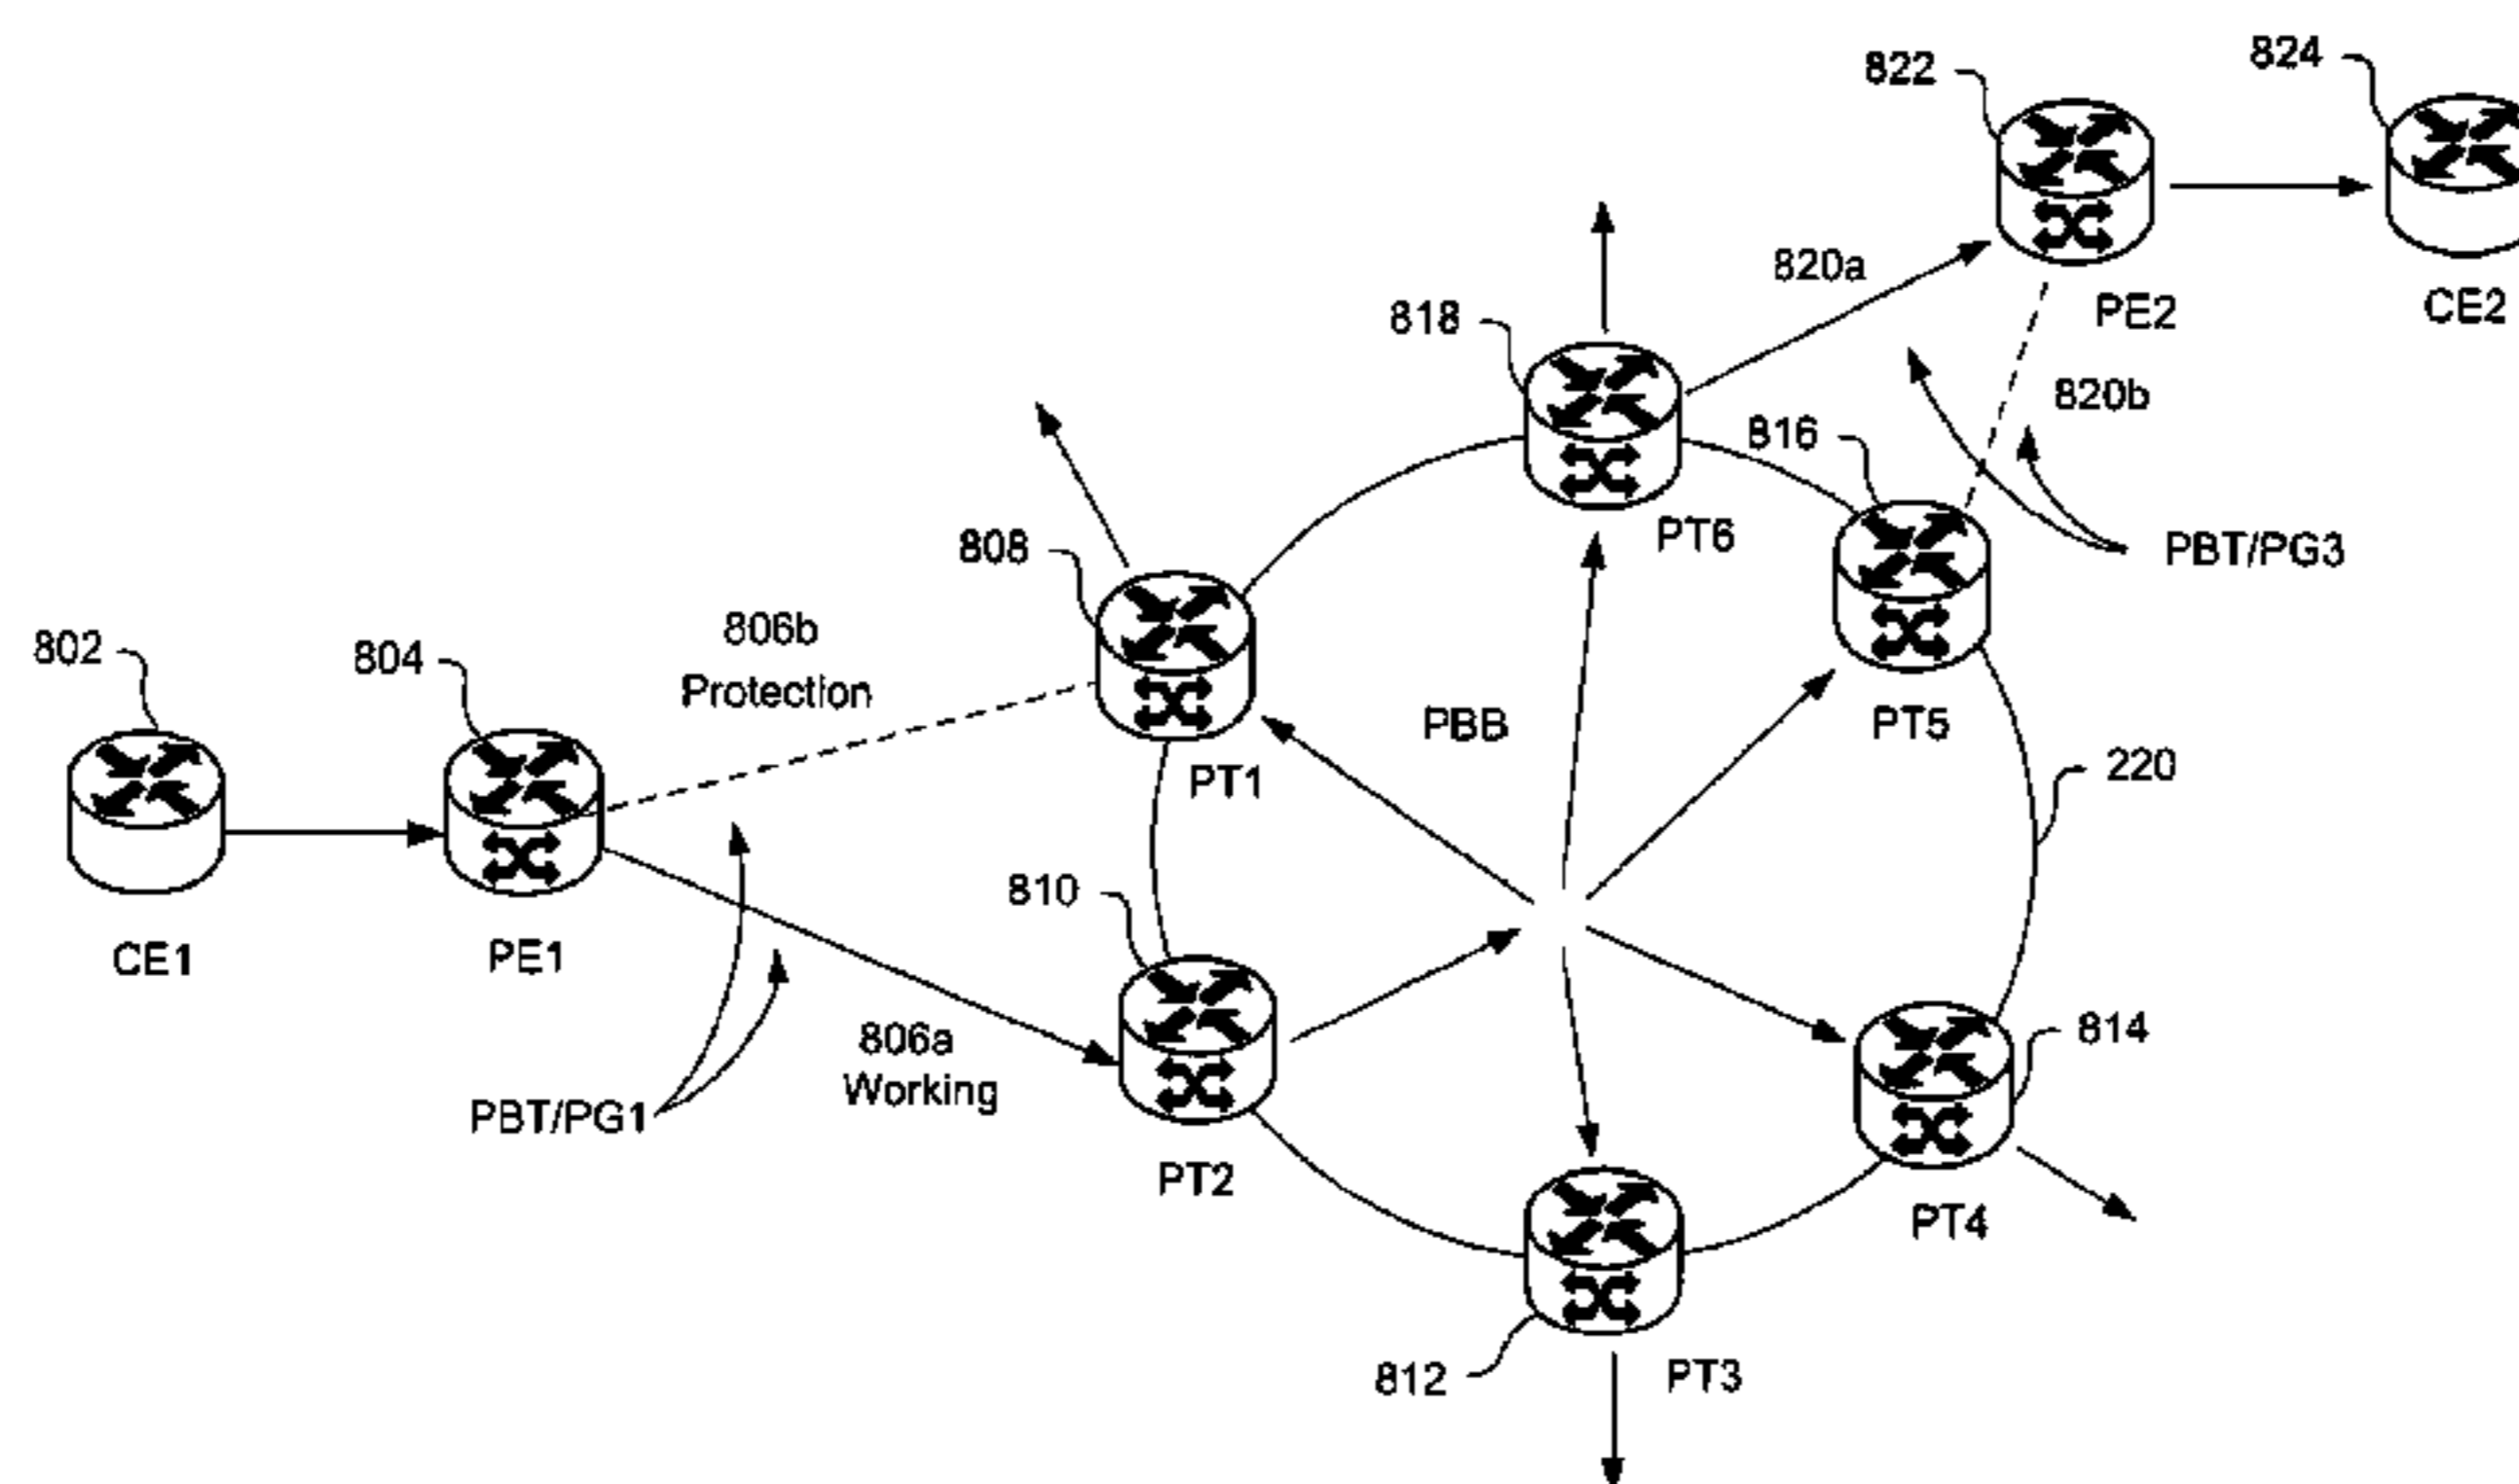 824
822
820a
818
PE2
CE2
820b
816
PT6
808
PBT/PG3
806b
Protection
802
804
PBB
PT5
220
PT1
810
CE1
PE1
814
806a
Working
PBT/PG1
PT2
PT4
812
PT3